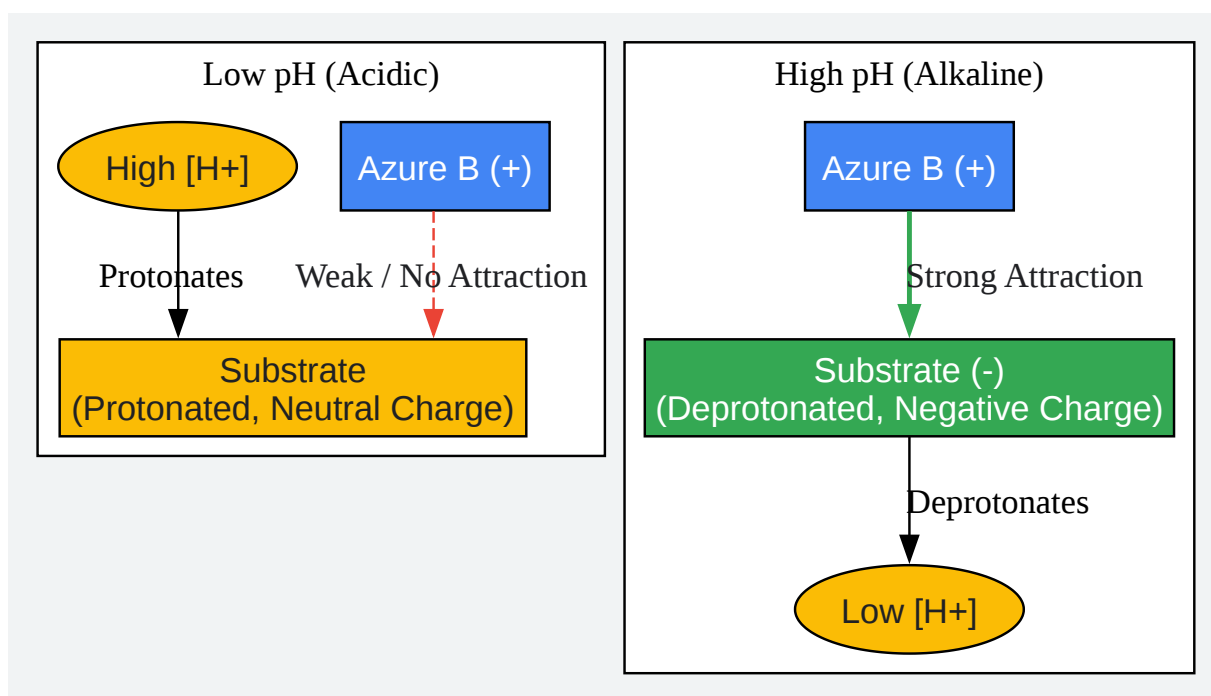 Low pH (Acidic)
High [H+]
Azure B (+)
Protonates
Weak / No Attraction
Substrate
(Protonated, Neutral Charge)
High pH (Alkaline)
Azure B (+)
Strong Attraction
Substrate (-)
(Deprotonated, Negative Charge)
Deprotonates
Low [H+]